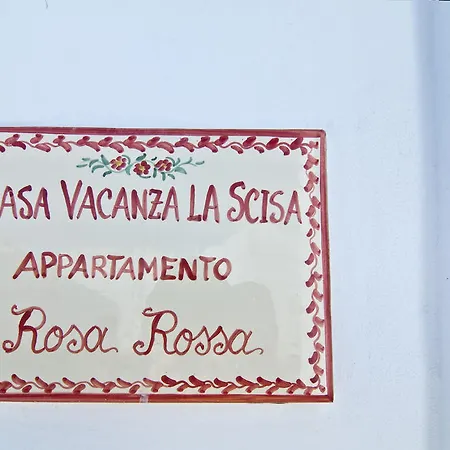 ASA VACANZA LA SCISA
APPARTAMENTO
Rosa Rossa